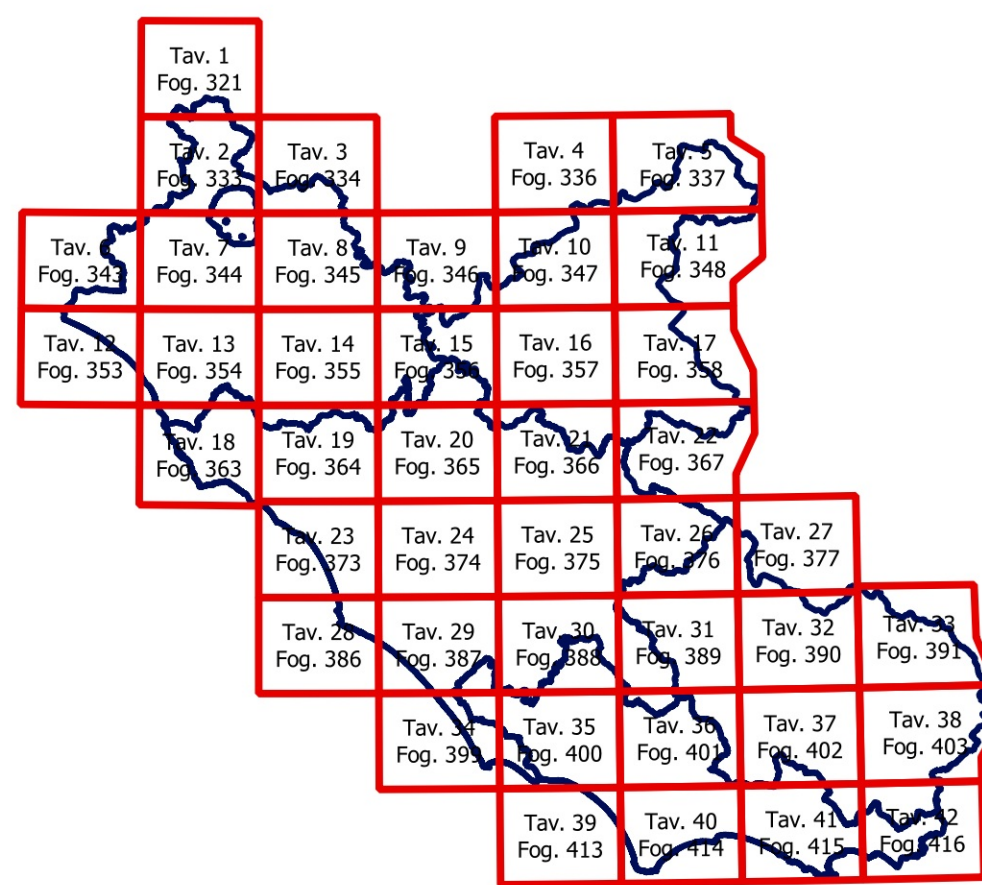 Tav. 1
Fog. 321
Tav. 2
Fog. 333
Tav. 3
Fog. 334
Tav. 4
Fog. 336
Tav. 5
Fog. 337
Tav. 6
Fog. 343
Tav. 7
Fog. 344
Tav. 8
Fog. 345
Tav. 9
Fog. 346
Tav. 10
Fog. 347
Tav. 11
Fog. 348
Tav. 12
Fog. 353
Tav. 13
Fog. 354
Tav. 14
Fog. 355
Tav. 15
Fog. 356
Tav. 16
Fog. 357
Tav. 17
Fog. 358
Tav. 18
Fog. 363
Tav. 19
Fog. 364
Tav. 20
Fog. 365
Tav. 21
Fog. 366
Tav. 22
Fog. 367
Tav. 23
Fog. 373
Tav. 24
Fog. 374
Tav. 25
Fog. 375
Tav. 26
Fog. 376
Tav. 27
Fog. 377
Tav. 28
Fog. 386
Tav. 29
Fog. 387
Tav. 30
Fog. 388
Tav. 31
Fog. 389
Tav. 32
Fog. 390
Tav. 33
Fog. 391
Tav. 34
Fog. 399
Tav. 35
Fog. 400
Tav. 36
Fog. 401
Tav. 37
Fog. 402
Tav. 38
Fog. 403
Tav. 39
Fog. 413
Tav. 40
Fog. 414
Tav. 41
Fog. 415
Tav. 42
Fog. 416